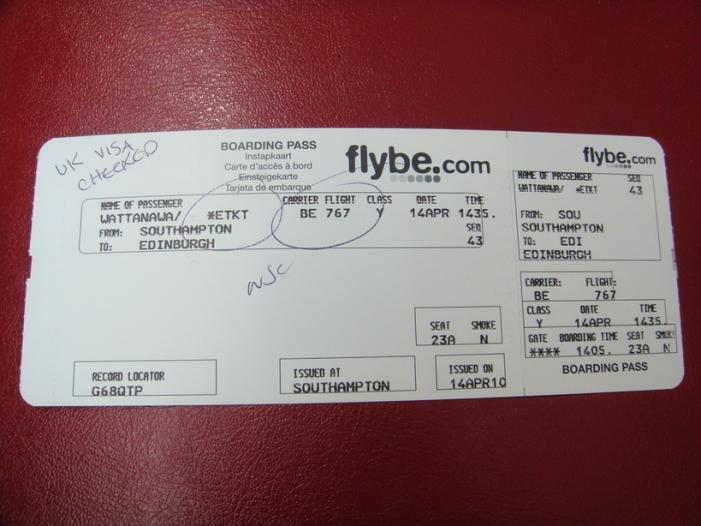 UK VISA
CHECKED
BOARDING PASS
Instapkaart
Carte d'accès à bord
Einsteigekarte
Tarjeta de embarque
flybe.com
NAME OF PASSENGER CARRIER FLIGHT CLASS DATE TIME
WATTANAWA/ *ETKT BE 767 Y 14APR 1435.
FROM: SOUTHAMPTON SEQ
TO: EDINBURGH 43
NSC
SEAT SMOKE
23A N
RECORD LOCATOR
G68QTP
ISSUED AT
SOUTHAMPTON
ISSUED ON
14APR10
flybe.com
NAME OF PASSENGER SEQ
WATTANAWA/ *ETKT 43
FROM: SOU
SOUTHAMPTON
TO: EDI
EDINBURGH
CARRIER: FLIGHT:
BE 767
CLASS DATE TIME
Y 14APR 1435.
GATE BOARDING TIME SEAT SMOKE
**** 1405. 23A N
BOARDING PASS